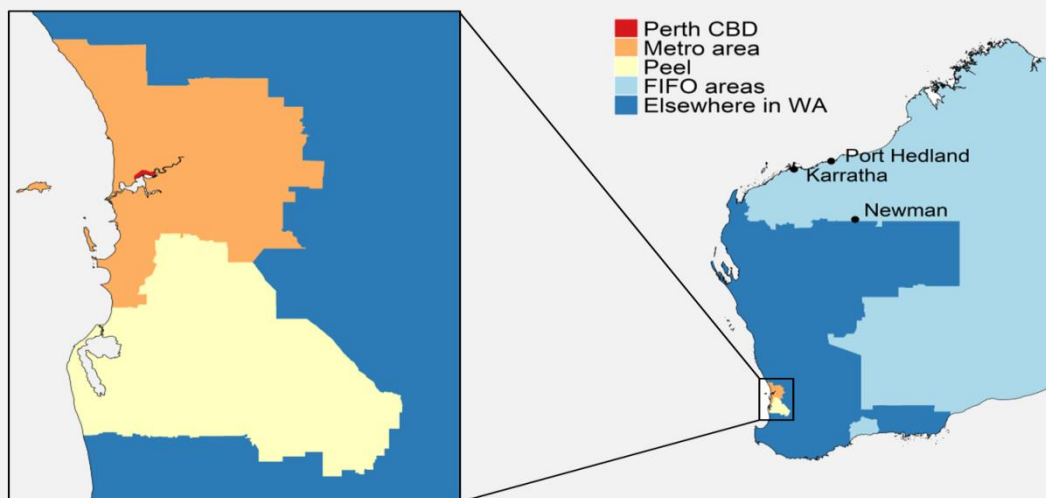 Perth CBD
Metro area
Peel
FIFO areas
Elsewhere in WA
Port Hedland
Karratha
Newman